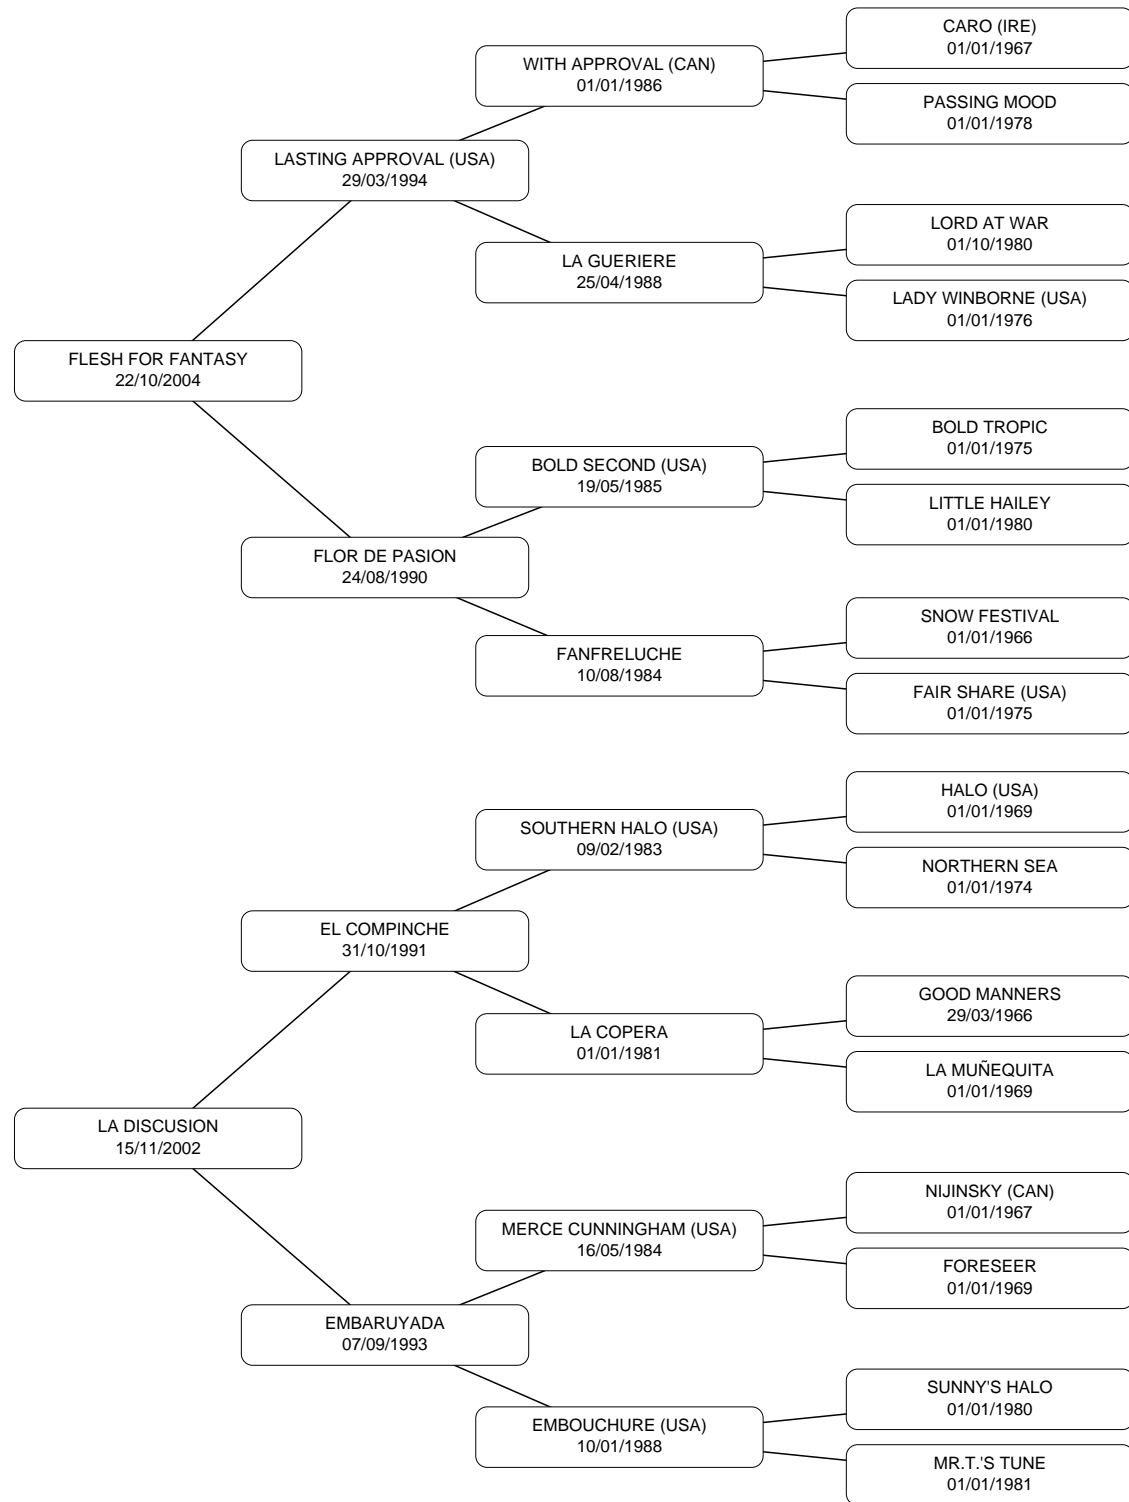 CARO (IRE)
01/01/1967
WITH APPROVAL (CAN)
01/01/1986
PASSING MOOD
01/01/1978
LASTING APPROVAL (USA)
29/03/1994
LORD AT WAR
01/10/1980
LA GUERIERE
25/04/1988
LADY WINBORNE (USA)
01/01/1976
FLESH FOR FANTASY
22/10/2004
BOLD TROPIC
01/01/1975
BOLD SECOND (USA)
19/05/1985
LITTLE HAILEY
01/01/1980
FLOR DE PASION
24/08/1990
SNOW FESTIVAL
01/01/1966
FANFRELUCHE
10/08/1984
FAIR SHARE (USA)
01/01/1975
HALO (USA)
01/01/1969
SOUTHERN HALO (USA)
09/02/1983
NORTHERN SEA
01/01/1974
EL COMPINCHE
31/10/1991
GOOD MANNERS
29/03/1966
LA COPERA
01/01/1981
LA MUÑEQUITA
01/01/1969
LA DISCUSION
15/11/2002
NIJINSKY (CAN)
01/01/1967
MERCE CUNNINGHAM (USA)
16/05/1984
FORESEER
01/01/1969
EMBARUYADA
07/09/1993
SUNNY'S HALO
01/01/1980
EMBOUCHURE (USA)
10/01/1988
MR.T.'S TUNE
01/01/1981